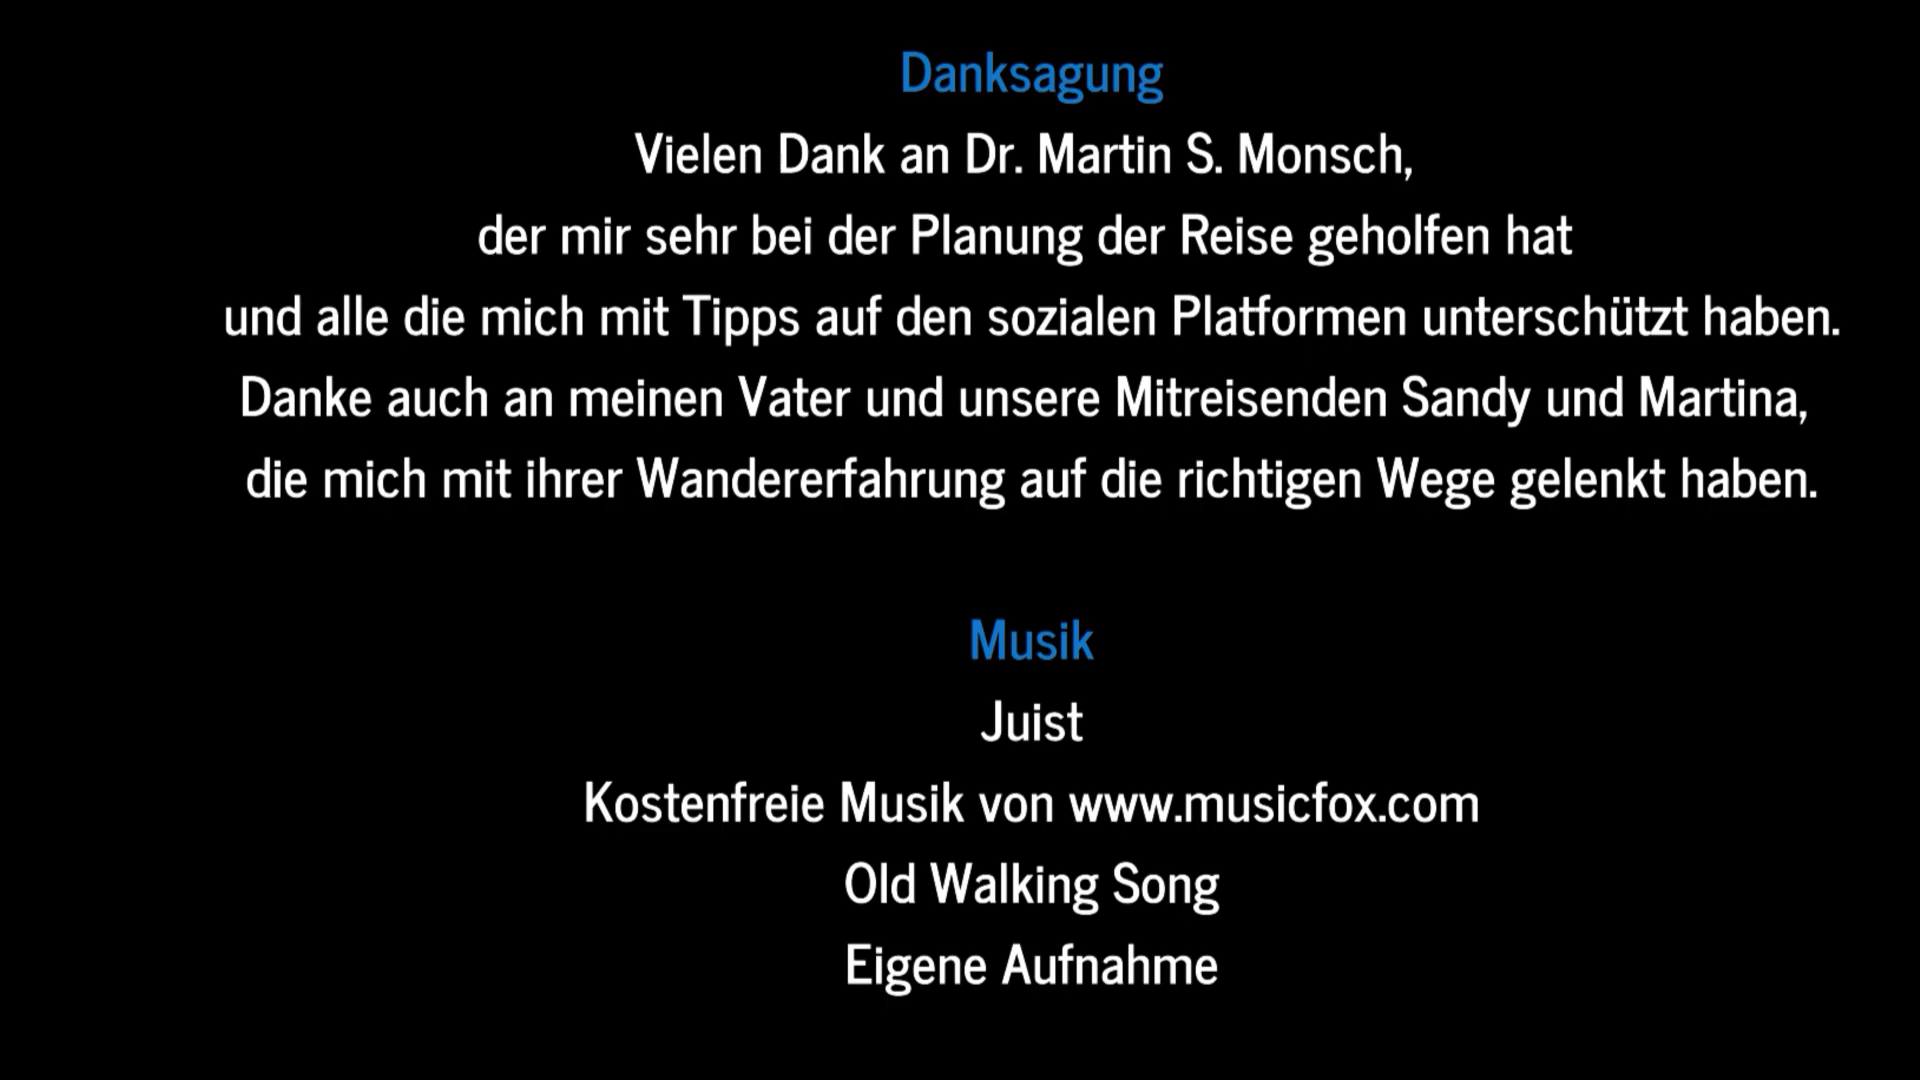 Danksagung
Vielen Dank an Dr. Martin S. Monsch,
der mir sehr bei der Planung der Reise geholfen hat
und alle die mich mit Tipps auf den sozialen Platformen unterschützt haben.
Danke auch an meinen Vater und unsere Mitreisenden Sandy und Martina,
die mich mit ihrer Wandererfahrung auf die richtigen Wege gelenkt haben.
Musik
Juist
Kostenfreie Musik von www.musicfox.com
Old Walking Song
Eigene Aufnahme